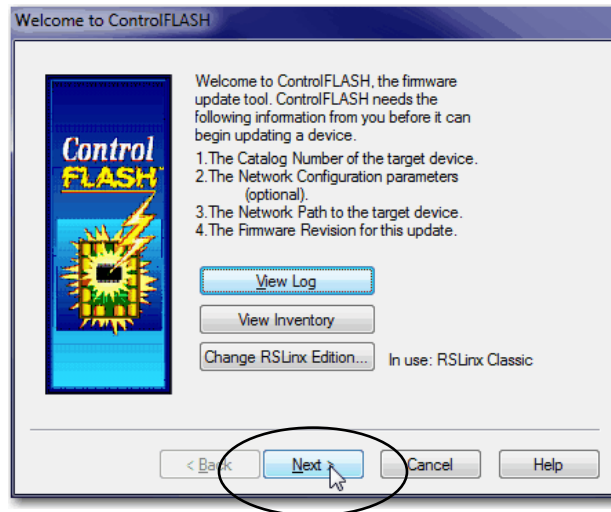 Welcome to ControlFLASH
Control
FLASH
Welcome to ControlFLASH, the firmware
update tool. ControlFLASH needs the
following information from you before it can
begin updating a device.
1.The Catalog Number of the target device.
2.The Network Configuration parameters
(optional).
3.The Network Path to the target device.
4.The Firmware Revision for this update.
View Log
View Inventory
Change RSLinx Edition... In use: RSLinx Classic
< Back Next > Cancel Help